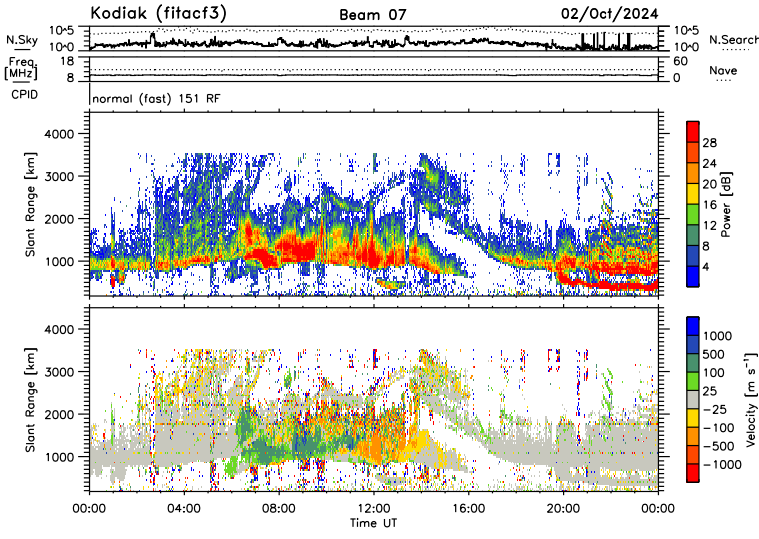 Kodiak (fitacf3) Beam 07 02/Oct/2024
10^5 10^5
N.Sky N.Search
10^0 10^0
Freq. 18 60
[MHz] Nave
8 0
CPID
normal (fast) 151 RF
Slant Range [km]
4000
3000
2000
1000
28
24
20
16
12
8
4
Power [dB]
Slant Range [km]
4000
3000
2000
1000
1000
500
100
25
-25
-100
-500
-1000
Velocity [m s⁻¹]
00:00 04:00 08:00 12:00 16:00 20:00 00:00
Time UT